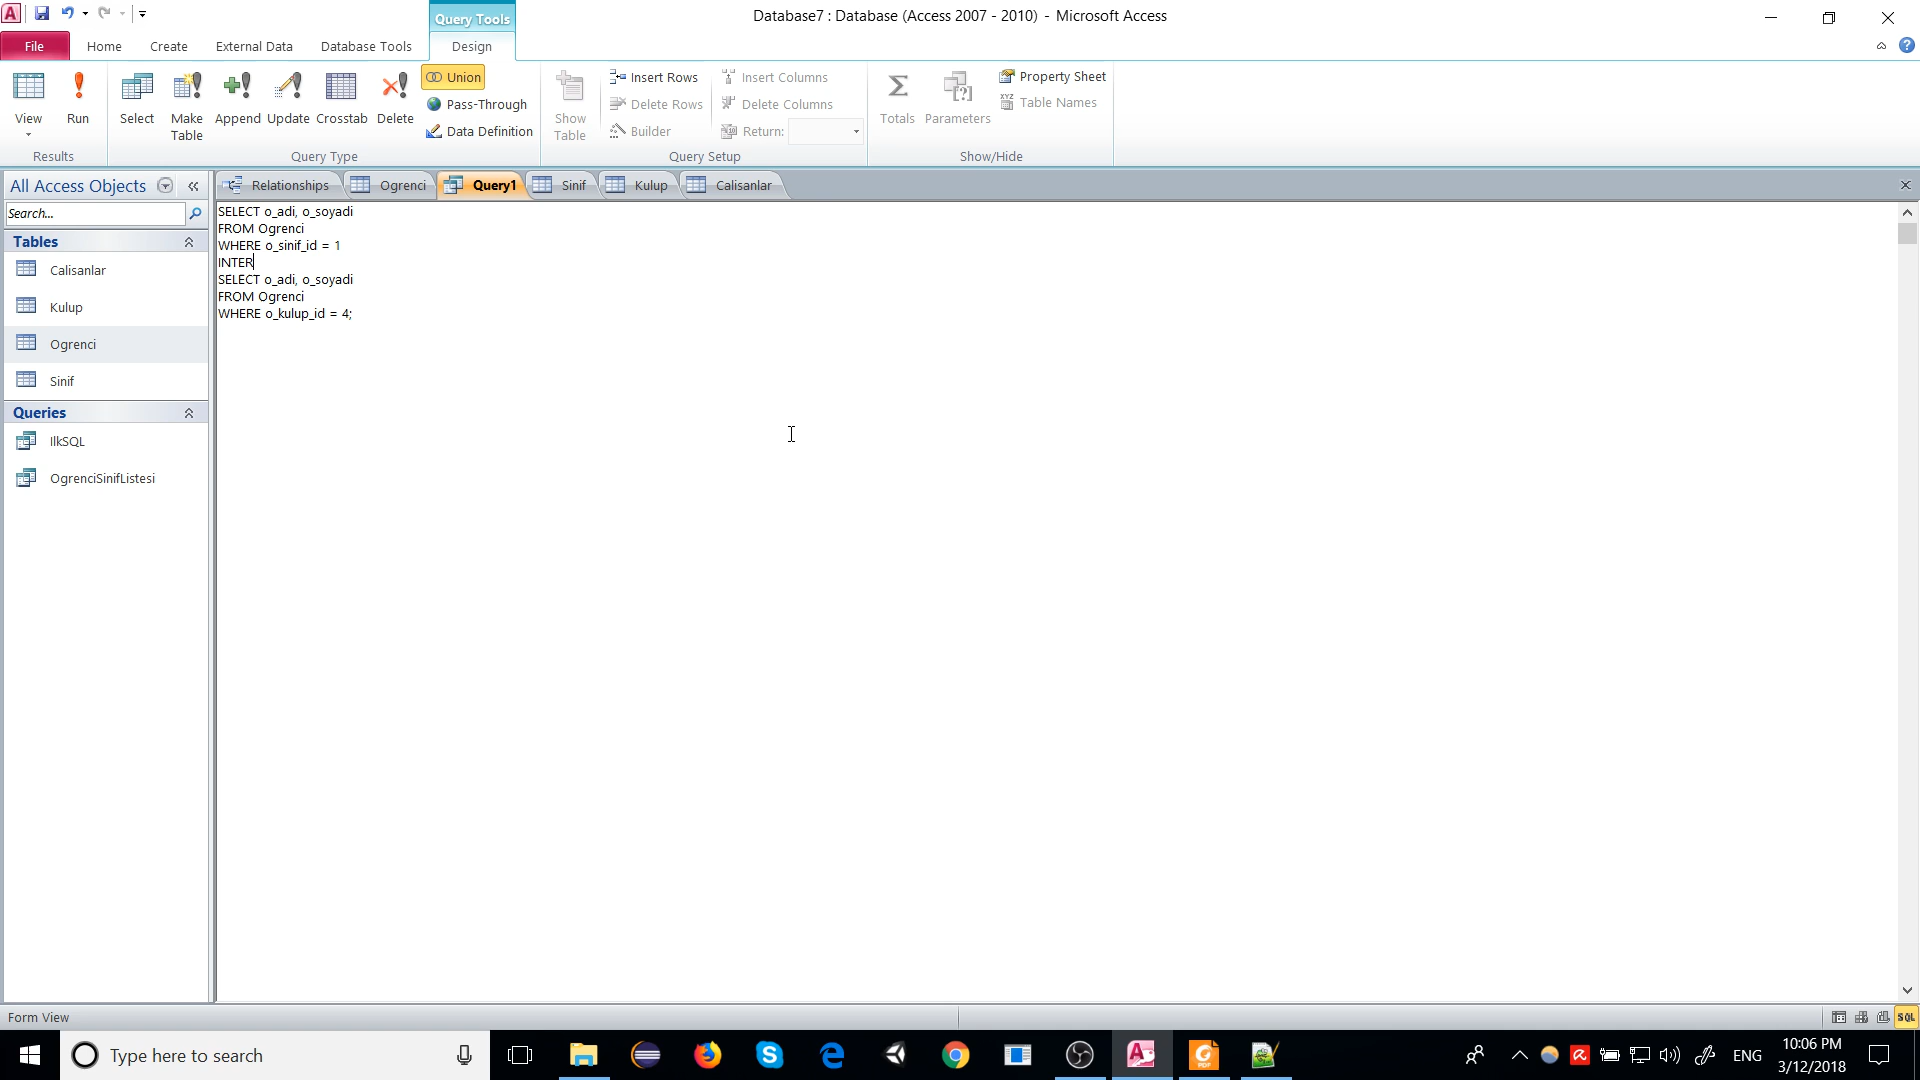 Query Tools
Database7 : Database (Access 2007 - 2010) - Microsoft Access
File
Home
Create
External Data
Database Tools
Design
View
Run
Select
Make Table
Append
Update
Crosstab
Delete
Union
Pass-Through
Data Definition
Show Table
Insert Rows
Delete Rows
Builder
Insert Columns
Delete Columns
Return:
Totals
Parameters
Property Sheet
Table Names
Results
Query Type
Query Setup
Show/Hide
All Access Objects
Search...
Tables
Calisanlar
Kulup
Ogrenci
Sinif
Queries
IlkSQL
OgrenciSinifListesi
Relationships
Ogrenci
Query1
Sinif
Kulup
Calisanlar
SELECT o_adi, o_soyadi
FROM Ogrenci
WHERE o_sinif_id = 1
INTER
SELECT o_adi, o_soyadi
FROM Ogrenci
WHERE o_kulup_id = 4;
Form View
SQL
Type here to search
ENG
10:06 PM
3/12/2018